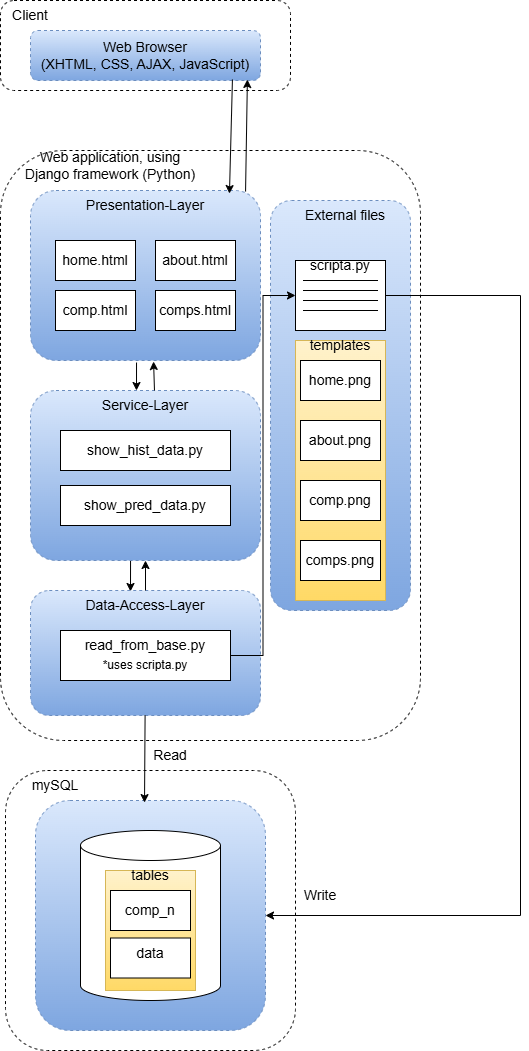 Client
Web Browser
(XHTML, CSS, AJAX, JavaScript)
Web application, using
Django framework (Python)
Presentation-Layer
home.html
about.html
comp.html
comps.html
Service-Layer
show_hist_data.py
show_pred_data.py
Data-Access-Layer
read_from_base.py
*uses scripta.py
External files
scripta.py
templates
home.png
about.png
comp.png
comps.png
Read
mySQL
tables
comp_n
data
Write